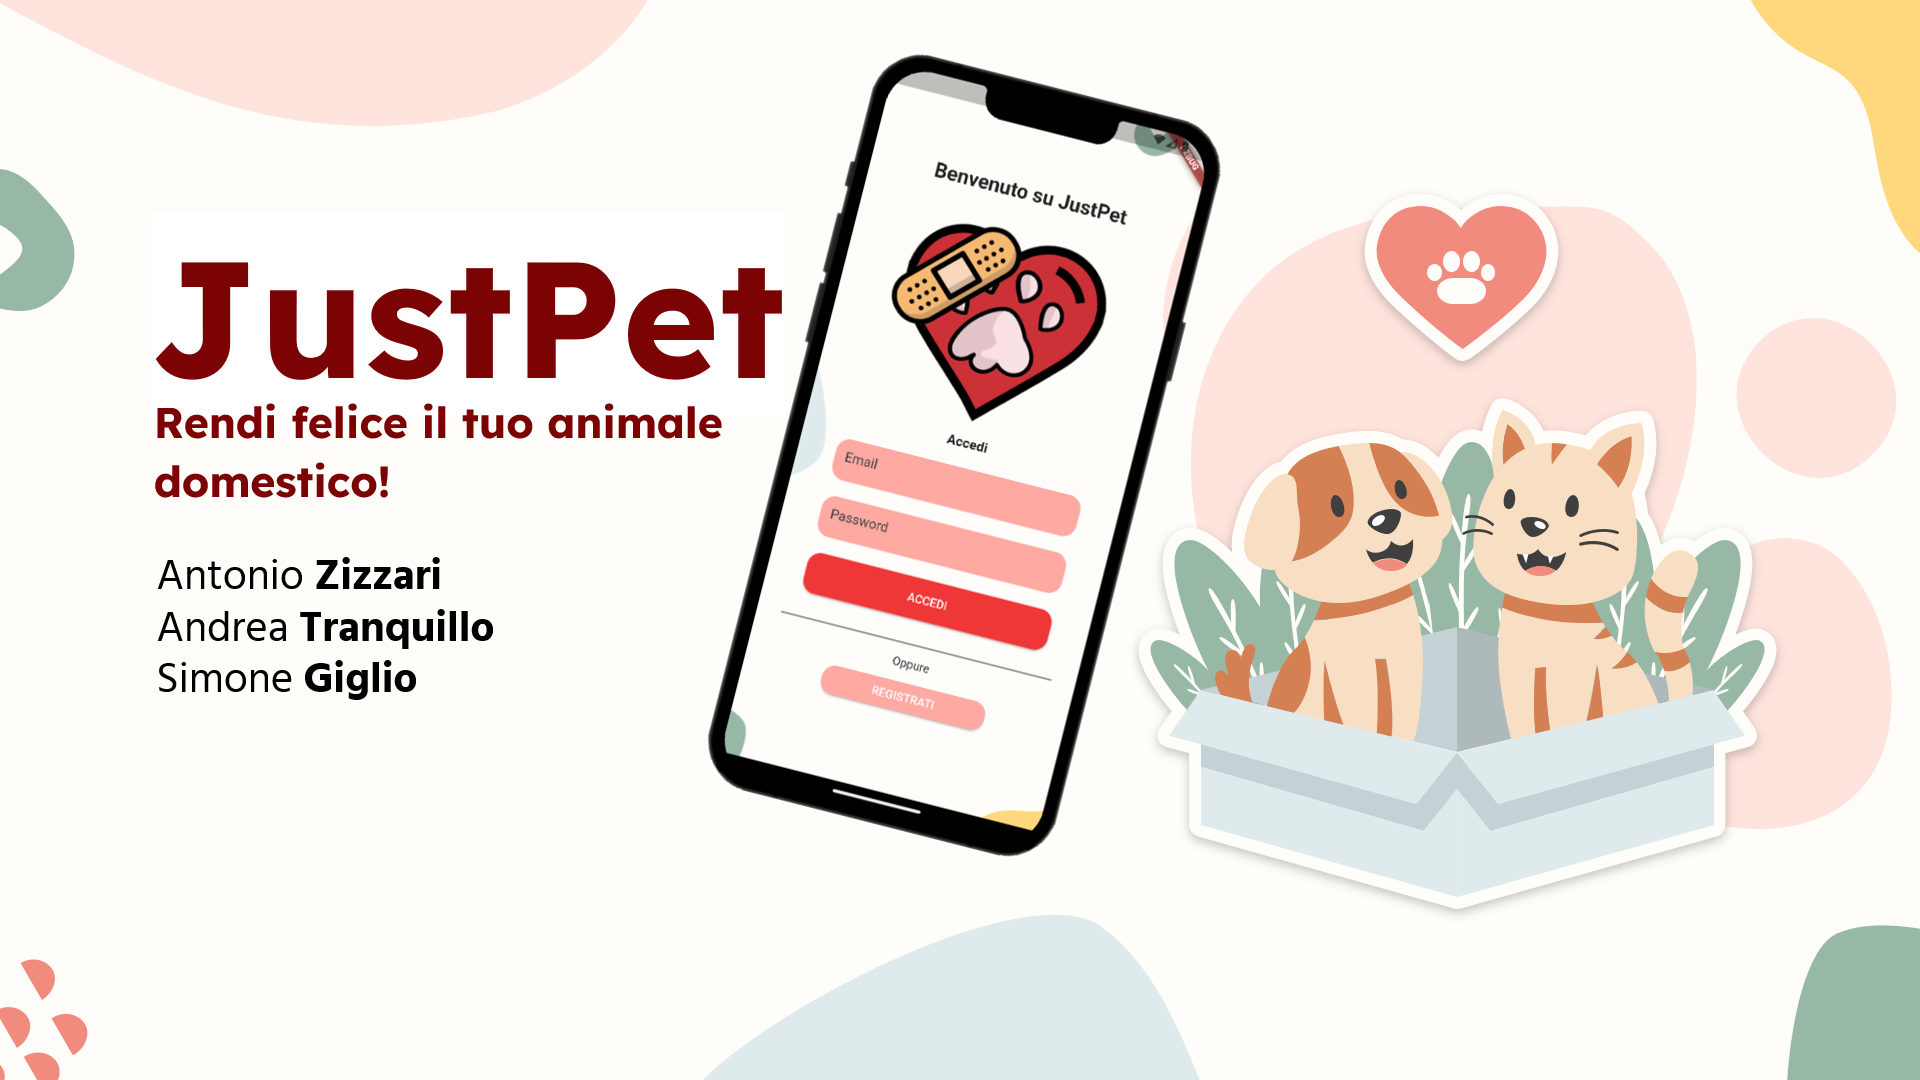 JustPet
Rendi felice il tuo animale
domestico!
Antonio Zizzari
Andrea Tranquillo
Simone Giglio
Benvenuto su JustPet
Accedi
Email
Password
ACCEDI
Oppure
REGISTRATI